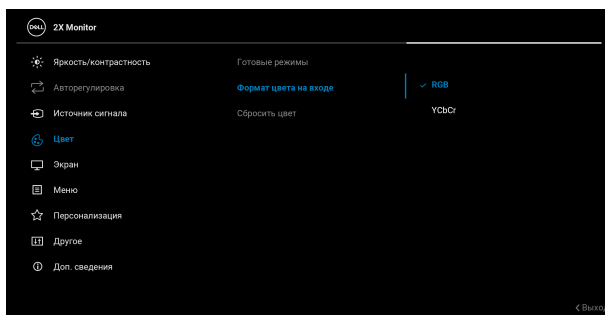 DELL
2X Monitor
Яркость/контрастность
Авторегулировка
Источник сигнала
Цвет
Экран
Меню
Персонализация
Другое
Доп. сведения
Готовые режимы
Формат цвета на входе
Сбросить цвет
RGB
YCbCr